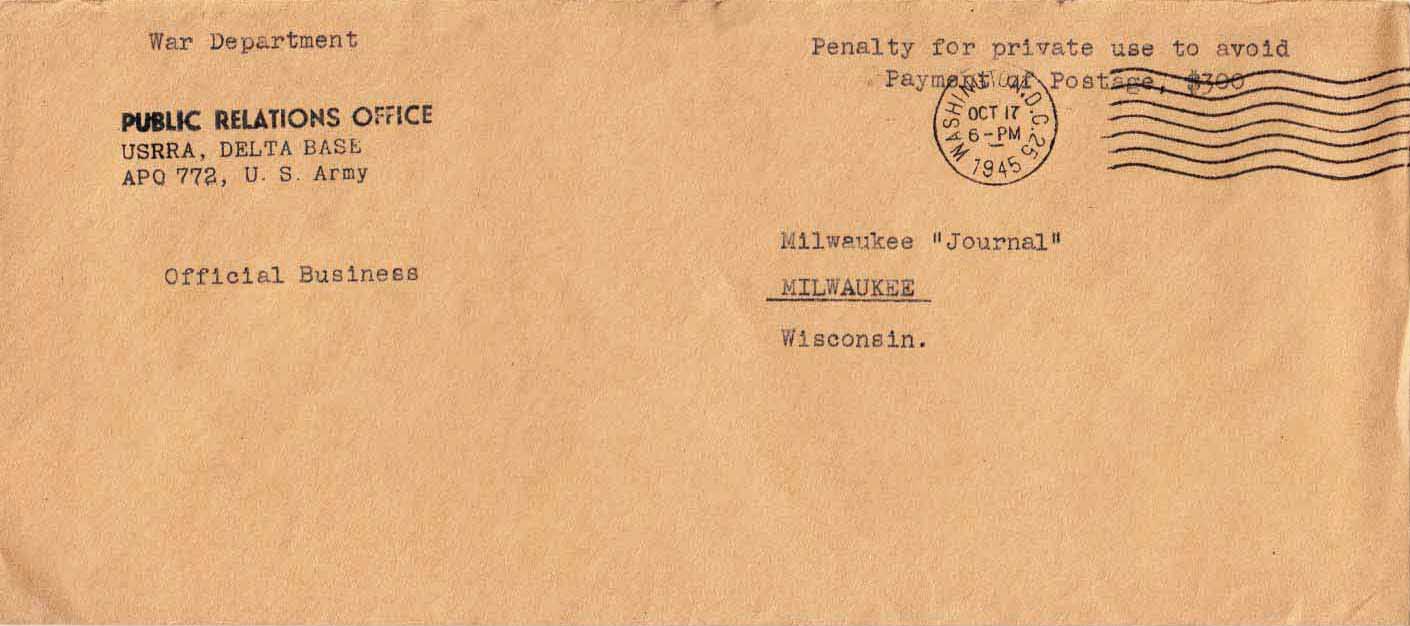 War Department
PUBLIC RELATIONS OFFICE
USRRA, DELTA BASE
APO 772, U. S. Army
Official Business
Penalty for private use to avoid
Payment of Postage, $300
WASHINGTON, D.C. 25
OCT 17
6-PM
1945
Milwaukee "Journal"
MILWAUKEE
Wisconsin.